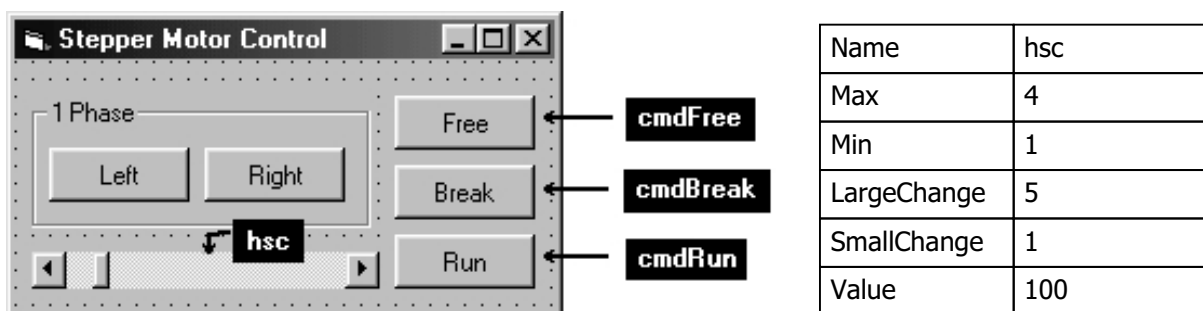 Stepper Motor Control
1 Phase
Left Right
Free
Break
Run
cmdFree
cmdBreak
cmdRun
hsc
Name hsc
Max 4
Min 1
LargeChange 5
SmallChange 1
Value 100